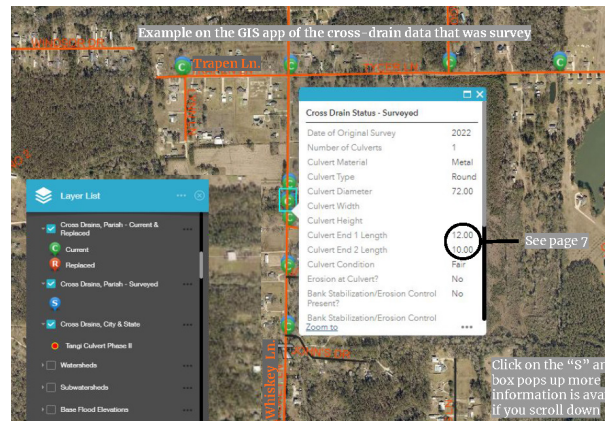 Example on the GIS app of the cross-drain data that was survey
Trapen Ln.
Cross Drain Status - Surveyed
Date of Original Survey 2022
Number of Culverts 1
Culvert Material Metal
Culvert Type Round
Culvert Diameter 72.00
Culvert Width
Culvert Height
Culvert End 1 Length 12.00
Culvert End 2 Length 10.00
Culvert Condition Fair
Erosion at Culvert? No
Bank Stabilization/Erosion Control No
Present?
Bank Stabilization/Erosion Control
Zoom to
See page 7
Layer List
Cross Drains, Parish - Current &
Replaced
C Current
R Replaced
Cross Drains, Parish - Surveyed
S
Cross Drains, City & State
Tangi Culvert Phase II
Watersheds
Subwatersheds
Base Flood Elevations
Whiskey Ln.
Click on the “S” an
box pops up more
information is ava
if you scroll down